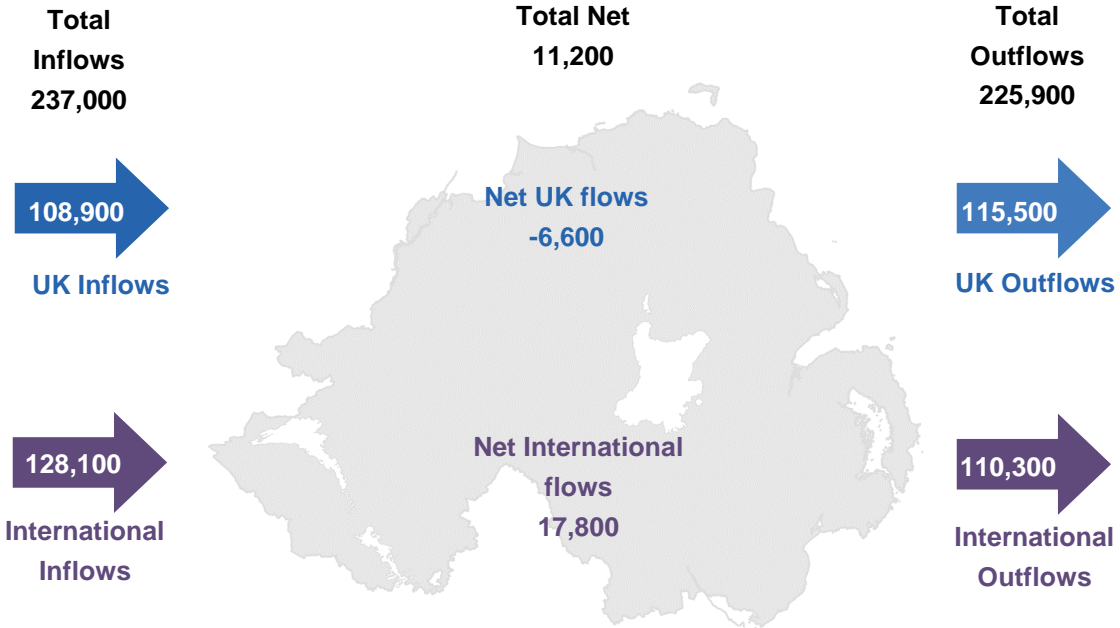 Total
Inflows
237,000
Total Net
11,200
Total
Outflows
225,900
108,900
UK Inflows
Net UK flows
-6,600
115,500
UK Outflows
128,100
International
Inflows
Net International
flows
17,800
110,300
International
Outflows